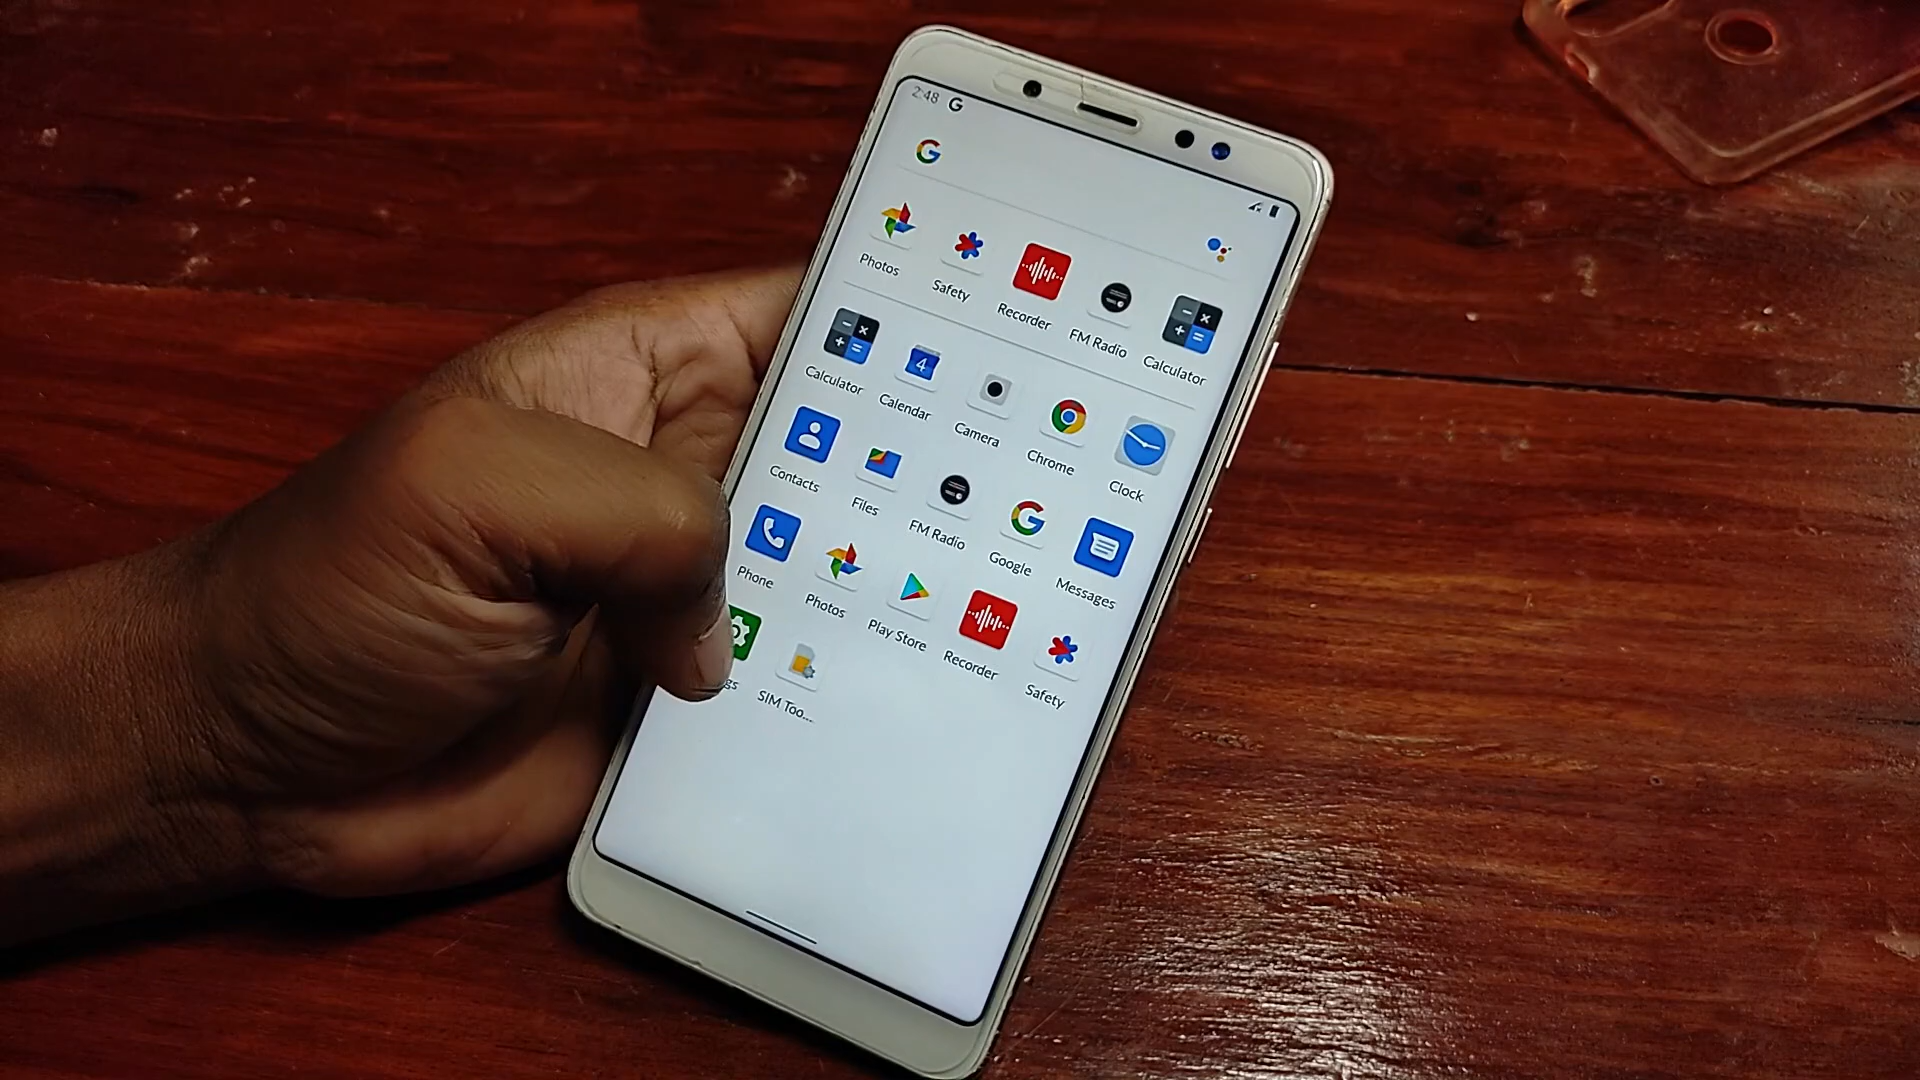 2:48 G
G
Photos Safety Recorder FM Radio Calculator
Calculator Calendar Camera Chrome Clock
4
Contacts Files FM Radio Google Messages
Phone Photos Play Store Recorder Safety
gs SIM Too...